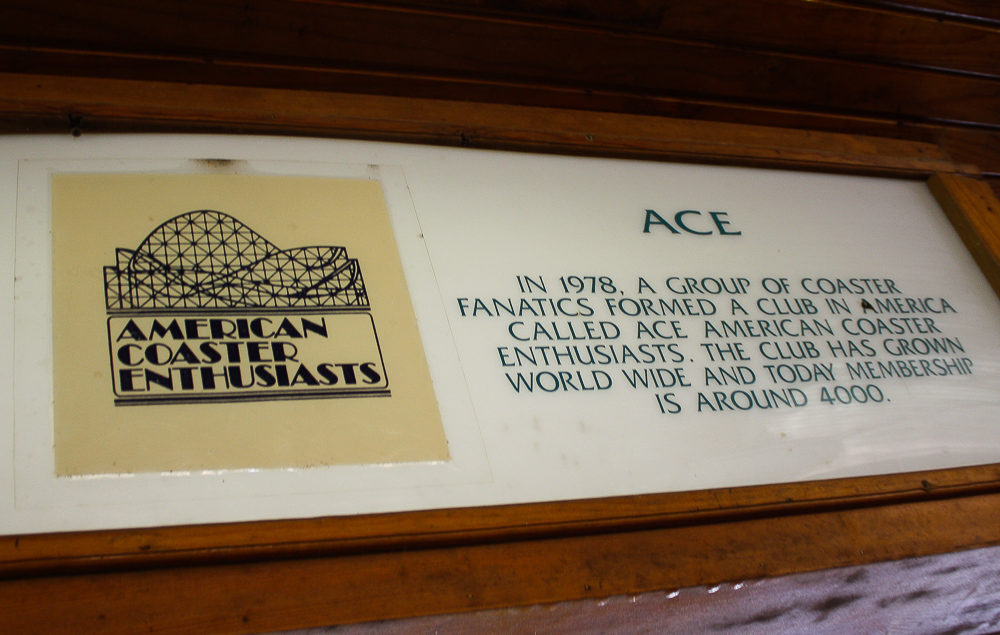 AMERICAN
COASTER
ENTHUSIASTS
ACE
IN 1978, A GROUP OF COASTER
FANATICS FORMED A CLUB IN AMERICA
CALLED ACE AMERICAN COASTER
ENTHUSIASTS. THE CLUB HAS GROWN
WORLD WIDE AND TODAY MEMBERSHIP
IS AROUND 4000.